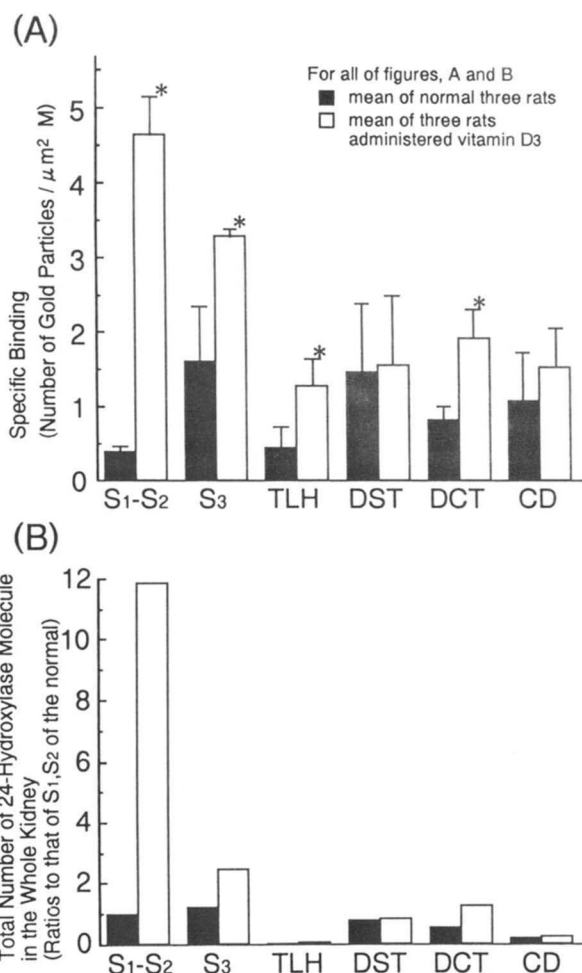 (A)
For all of figures, A and B
mean of normal three rats
mean of three rats
administered vitamin D3
Specific Binding
(Number of Gold Particles / μm² M)
5
4
3
2
1
0
*
*
*
*
S1-S2 S3 TLH DST DCT CD
(B)
Total Number of 24-Hydroxylase Molecule
in the Whole Kidney
(Ratios to that of S1,S2 of the normal)
12
10
8
6
4
2
0
S1-S2 S3 TLH DST DCT CD